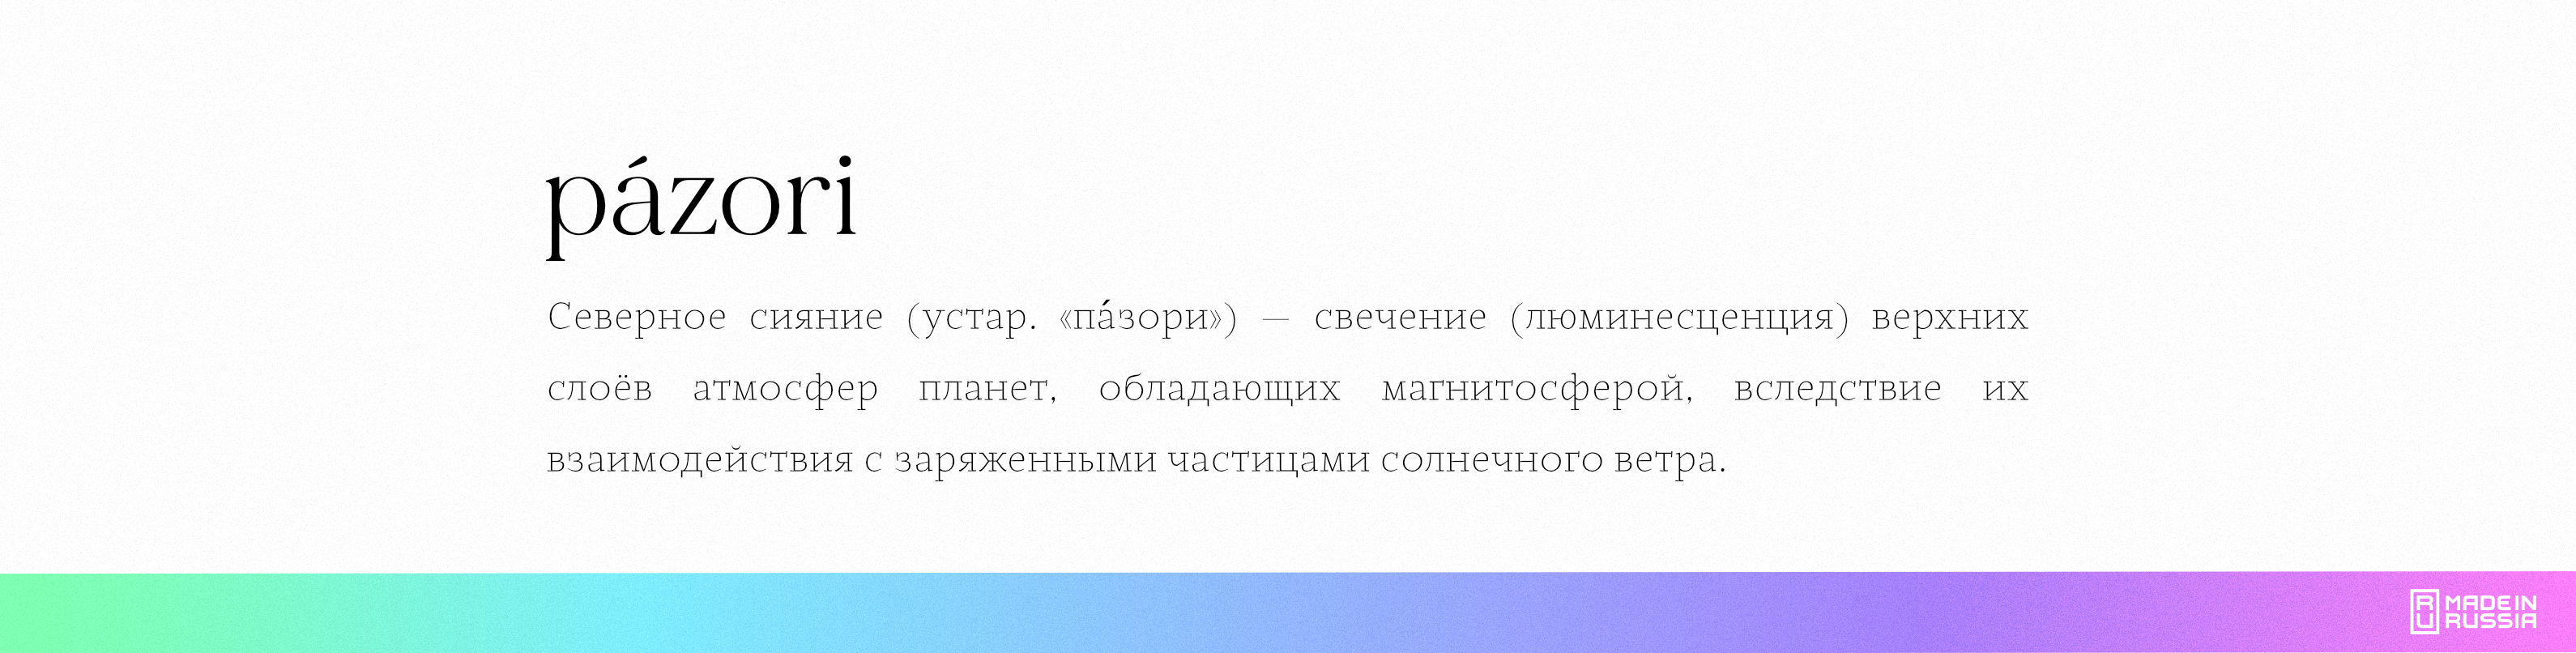 pázori
Северное сияние (устар. «па́зори») — свечение (люминесценция) верхних
слоёв атмосфер планет, обладающих магнитосферой, вследствие их
взаимодействия с заряженными частицами солнечного ветра.
RU MADE IN
RUSSIA